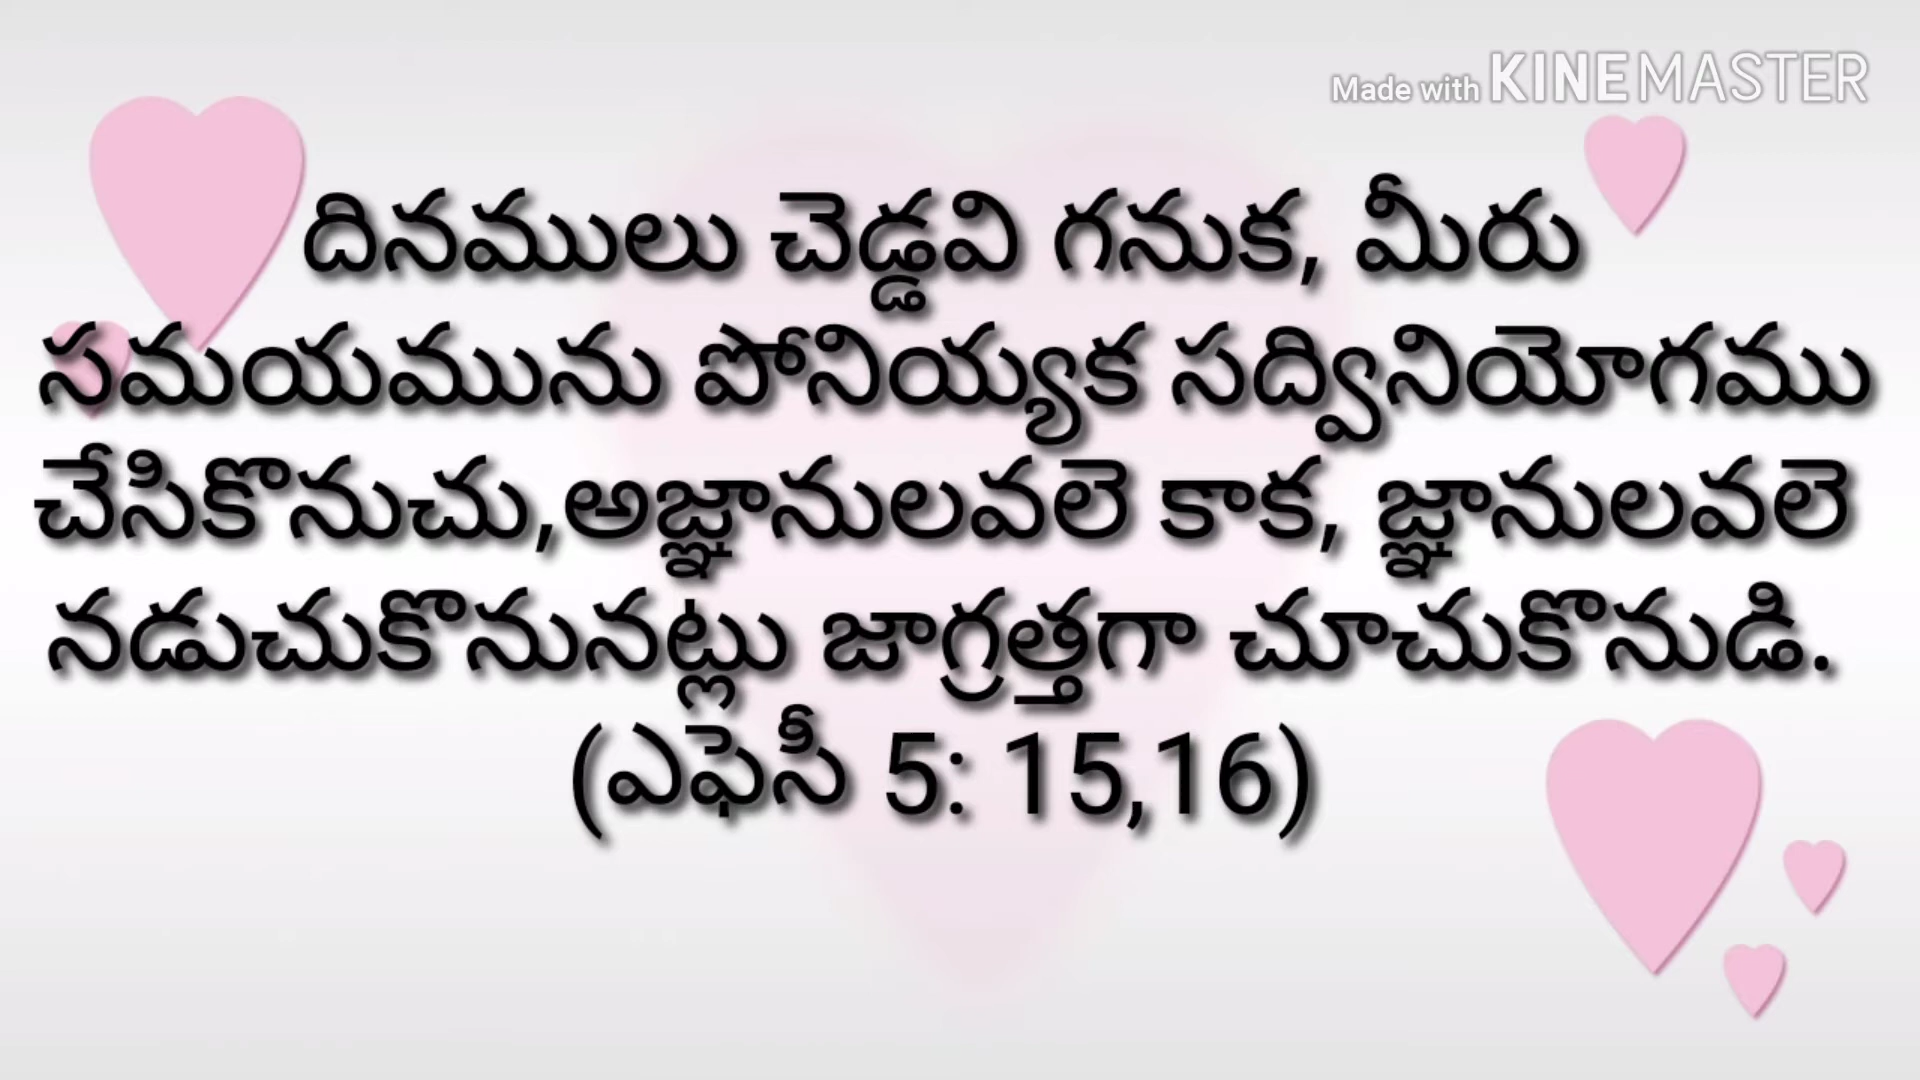 Made with KINEMASTER
దినములు చెడ్డవి గనుక, మీరు
సమయమును పోనియ్యక సద్వినియోగము
చేసికొనుచు,అజ్ఞానులవలె కాక, జ్ఞానులవలె
నడుచుకొనునట్లు జాగ్రత్తగా చూచుకొనుడి.
(ఎఫెసీ 5: 15,16)